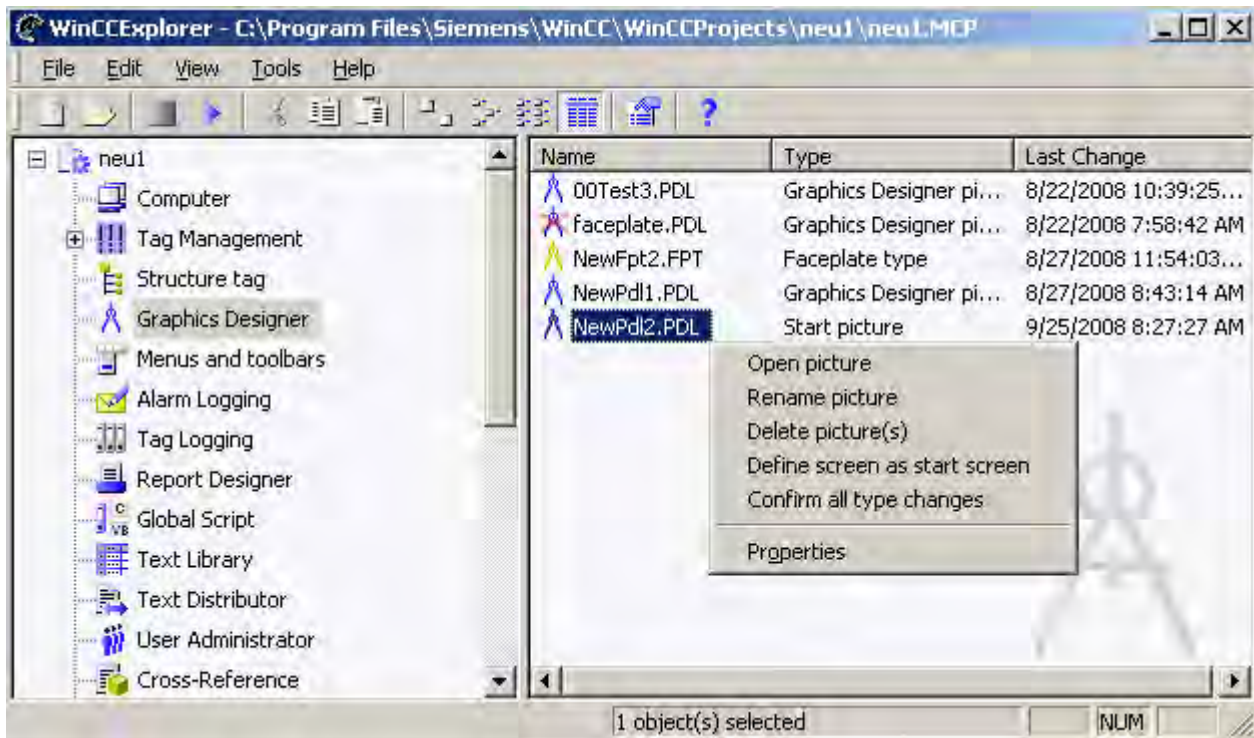 WinCCExplorer - C:\Program Files\Siemens\WinCC\WinCCProjects\neu1\neu1.MCP
File Edit View Tools Help
neu1
Computer
Tag Management
Structure tag
Graphics Designer
Menus and toolbars
Alarm Logging
Tag Logging
Report Designer
Global Script
Text Library
Text Distributor
User Administrator
Cross-Reference
Name Type Last Change
00Test3.PDL Graphics Designer pi... 8/22/2008 10:39:25...
faceplate.PDL Graphics Designer pi... 8/22/2008 7:58:42 AM
NewFpt2.FPT Faceplate type 8/27/2008 11:54:03...
NewPdl1.PDL Graphics Designer pi... 8/27/2008 8:43:14 AM
NewPdl2.PDL Start picture 9/25/2008 8:27:27 AM
Open picture
Rename picture
Delete picture(s)
Define screen as start screen
Confirm all type changes
Properties
1 object(s) selected NUM